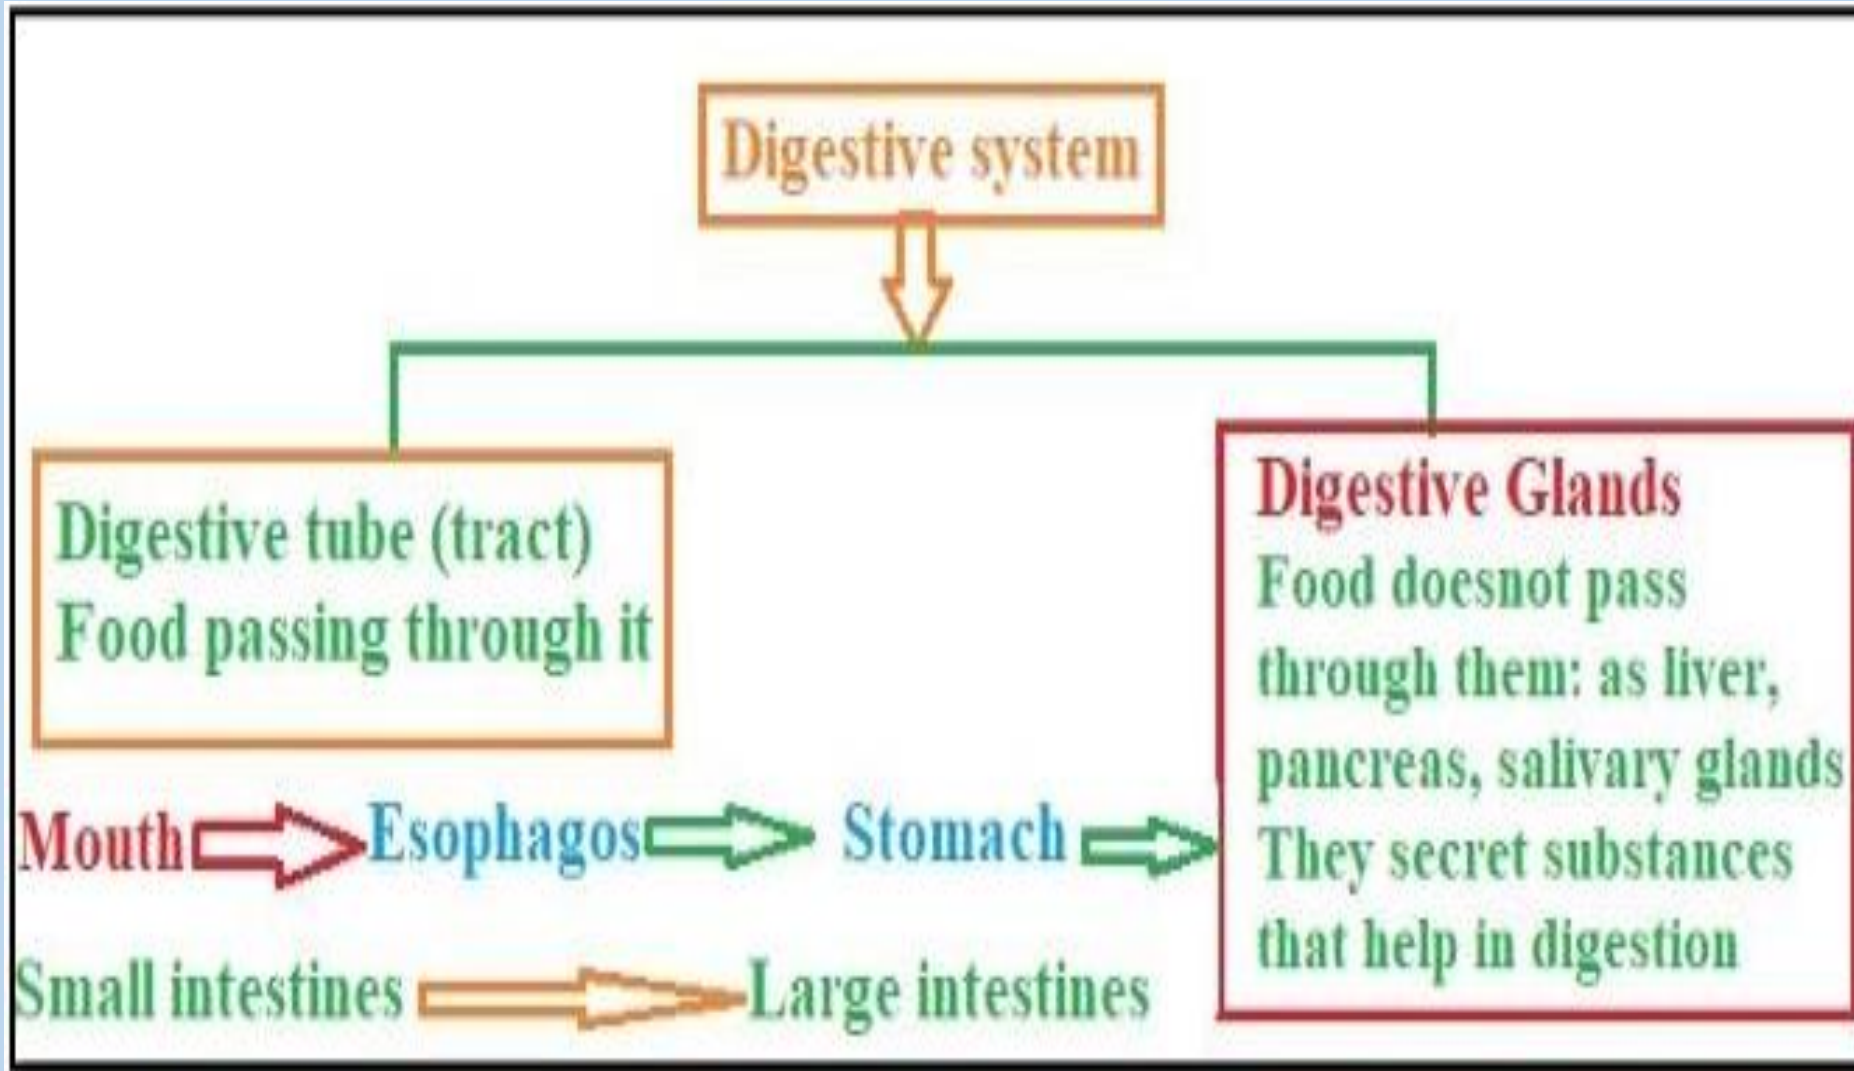 Digestive system
Digestive tube (tract)
Food passing through it
Digestive Glands
Food doesnot pass
through them: as liver,
pancreas, salivary glands
They secret substances
that help in digestion
Mouth Esophagos Stomach
Small intestines Large intestines